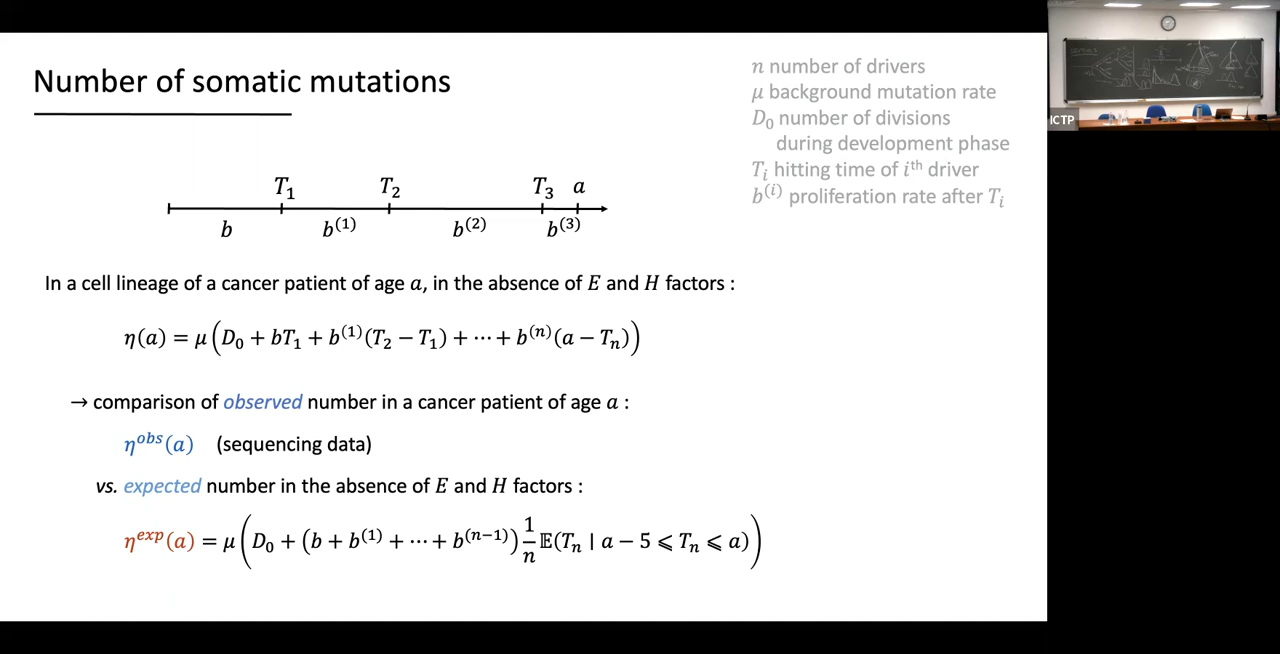 Number of somatic mutations
n number of drivers
μ background mutation rate
D₀ number of divisions
during development phase
Tᵢ hitting time of iᵗʰ driver
b⁽ⁱ⁾ proliferation rate after Tᵢ
T₁ T₂ T₃ a
b b⁽¹⁾ b⁽²⁾ b⁽³⁾
In a cell lineage of a cancer patient of age a, in the absence of E and H factors :
η(a) = μ(D₀ + bT₁ + b⁽¹⁾(T₂ − T₁) + ⋯ + b⁽ⁿ⁾(a − Tₙ))
→ comparison of observed number in a cancer patient of age a :
ηᵒᵇˢ(a) (sequencing data)
vs. expected number in the absence of E and H factors :
ηᵉˣᵖ(a) = μ(D₀ + (b + b⁽¹⁾ + ⋯ + b⁽ⁿ⁻¹⁾) 1/n 𝔼(Tₙ | a − 5 ⩽ Tₙ ⩽ a))
ICTP